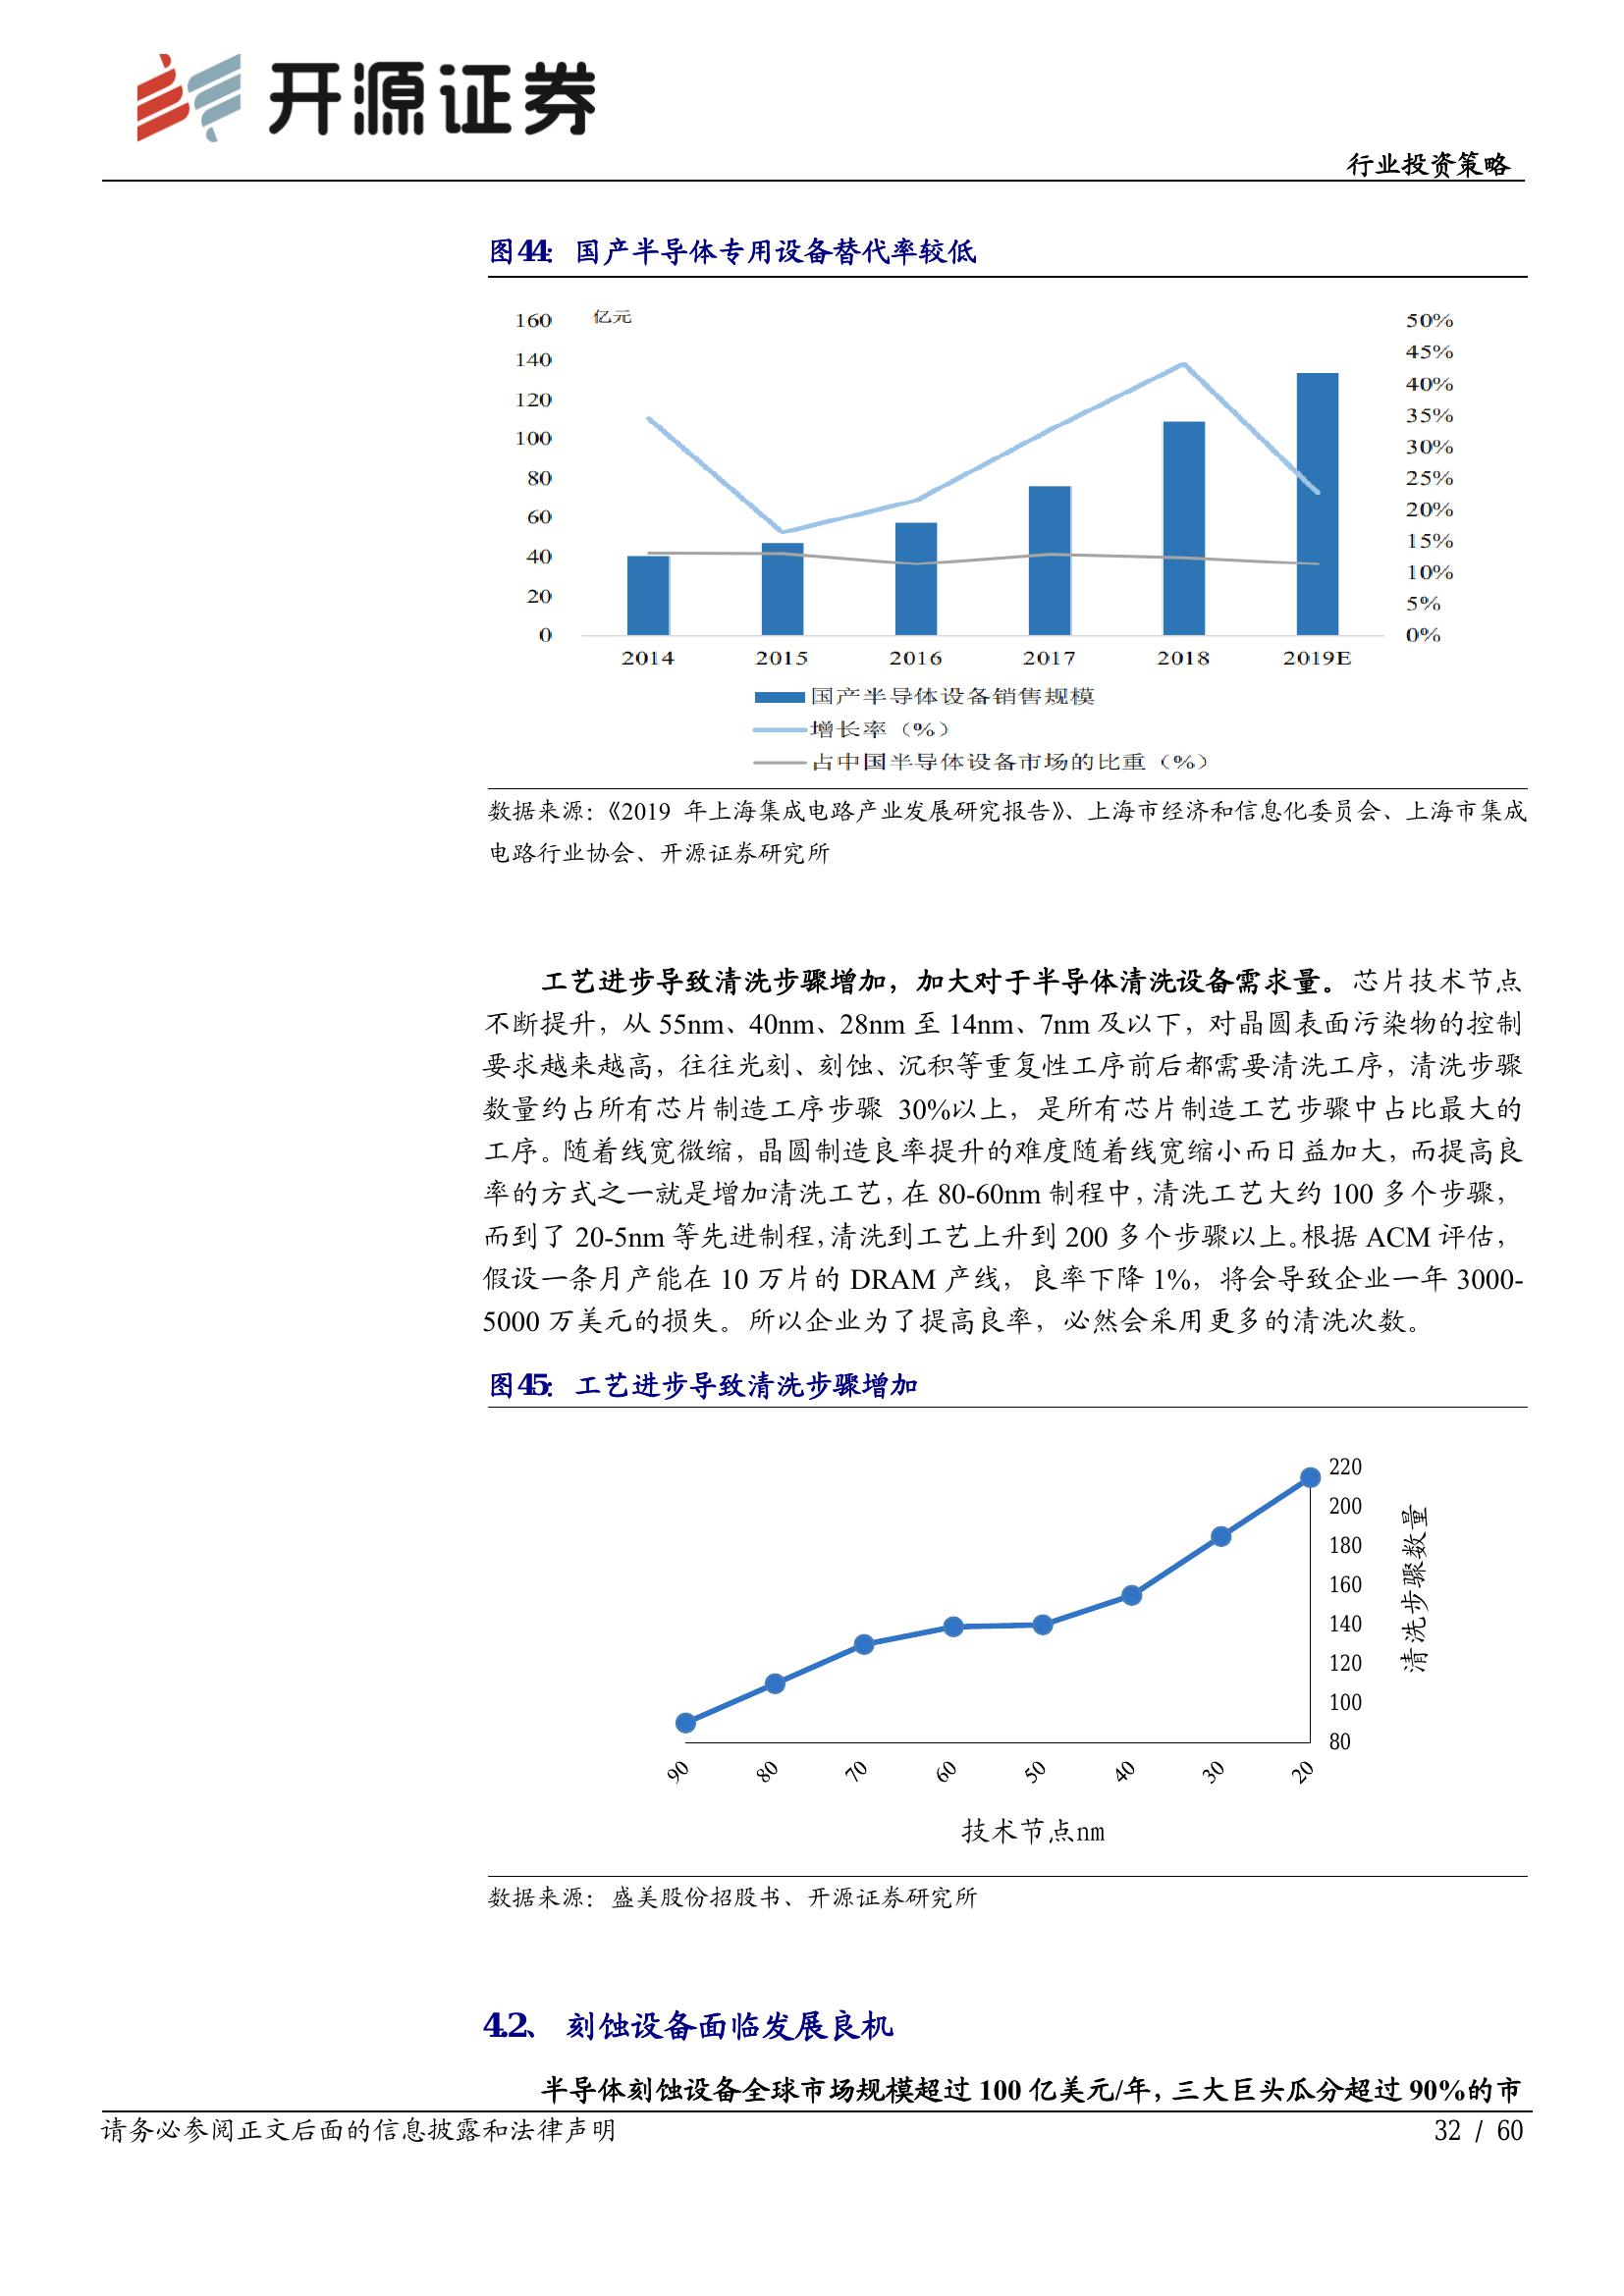 开源证券
行业投资策略
图44： 国产半导体专用设备替代率较低
亿元
160
140
120
100
80
60
40
20
0
50%
45%
40%
35%
30%
25%
20%
15%
10%
5%
0%
2014 2015 2016 2017 2018 2019E
国产半导体设备销售规模
增长率（%）
占中国半导体设备市场的比重（%）
数据来源：《2019 年上海集成电路产业发展研究报告》、上海市经济和信息化委员会、上海市集成
电路行业协会、开源证券研究所
工艺进步导致清洗步骤增加，加大对于半导体清洗设备需求量。芯片技术节点
不断提升，从 55nm、40nm、28nm 至 14nm、7nm 及以下，对晶圆表面污染物的控制
要求越来越高，往往光刻、刻蚀、沉积等重复性工序前后都需要清洗工序，清洗步骤
数量约占所有芯片制造工序步骤 30%以上，是所有芯片制造工艺步骤中占比最大的
工序。随着线宽微缩，晶圆制造良率提升的难度随着线宽缩小而日益加大，而提高良
率的方式之一就是增加清洗工艺，在 80-60nm 制程中，清洗工艺大约 100 多个步骤，
而到了 20-5nm 等先进制程，清洗到工艺上升到 200 多个步骤以上。根据 ACM 评估，
假设一条月产能在 10 万片的 DRAM 产线，良率下降 1%，将会导致企业一年 3000-
5000 万美元的损失。所以企业为了提高良率，必然会采用更多的清洗次数。
图45： 工艺进步导致清洗步骤增加
220
200
180
160
140
120
100
80
清洗步骤数量
90 80 70 60 50 40 30 20
技术节点nm
数据来源：盛美股份招股书、开源证券研究所
4.2、 刻蚀设备面临发展良机
半导体刻蚀设备全球市场规模超过 100 亿美元/年，三大巨头瓜分超过 90%的市
请务必参阅正文后面的信息披露和法律声明
32 / 60